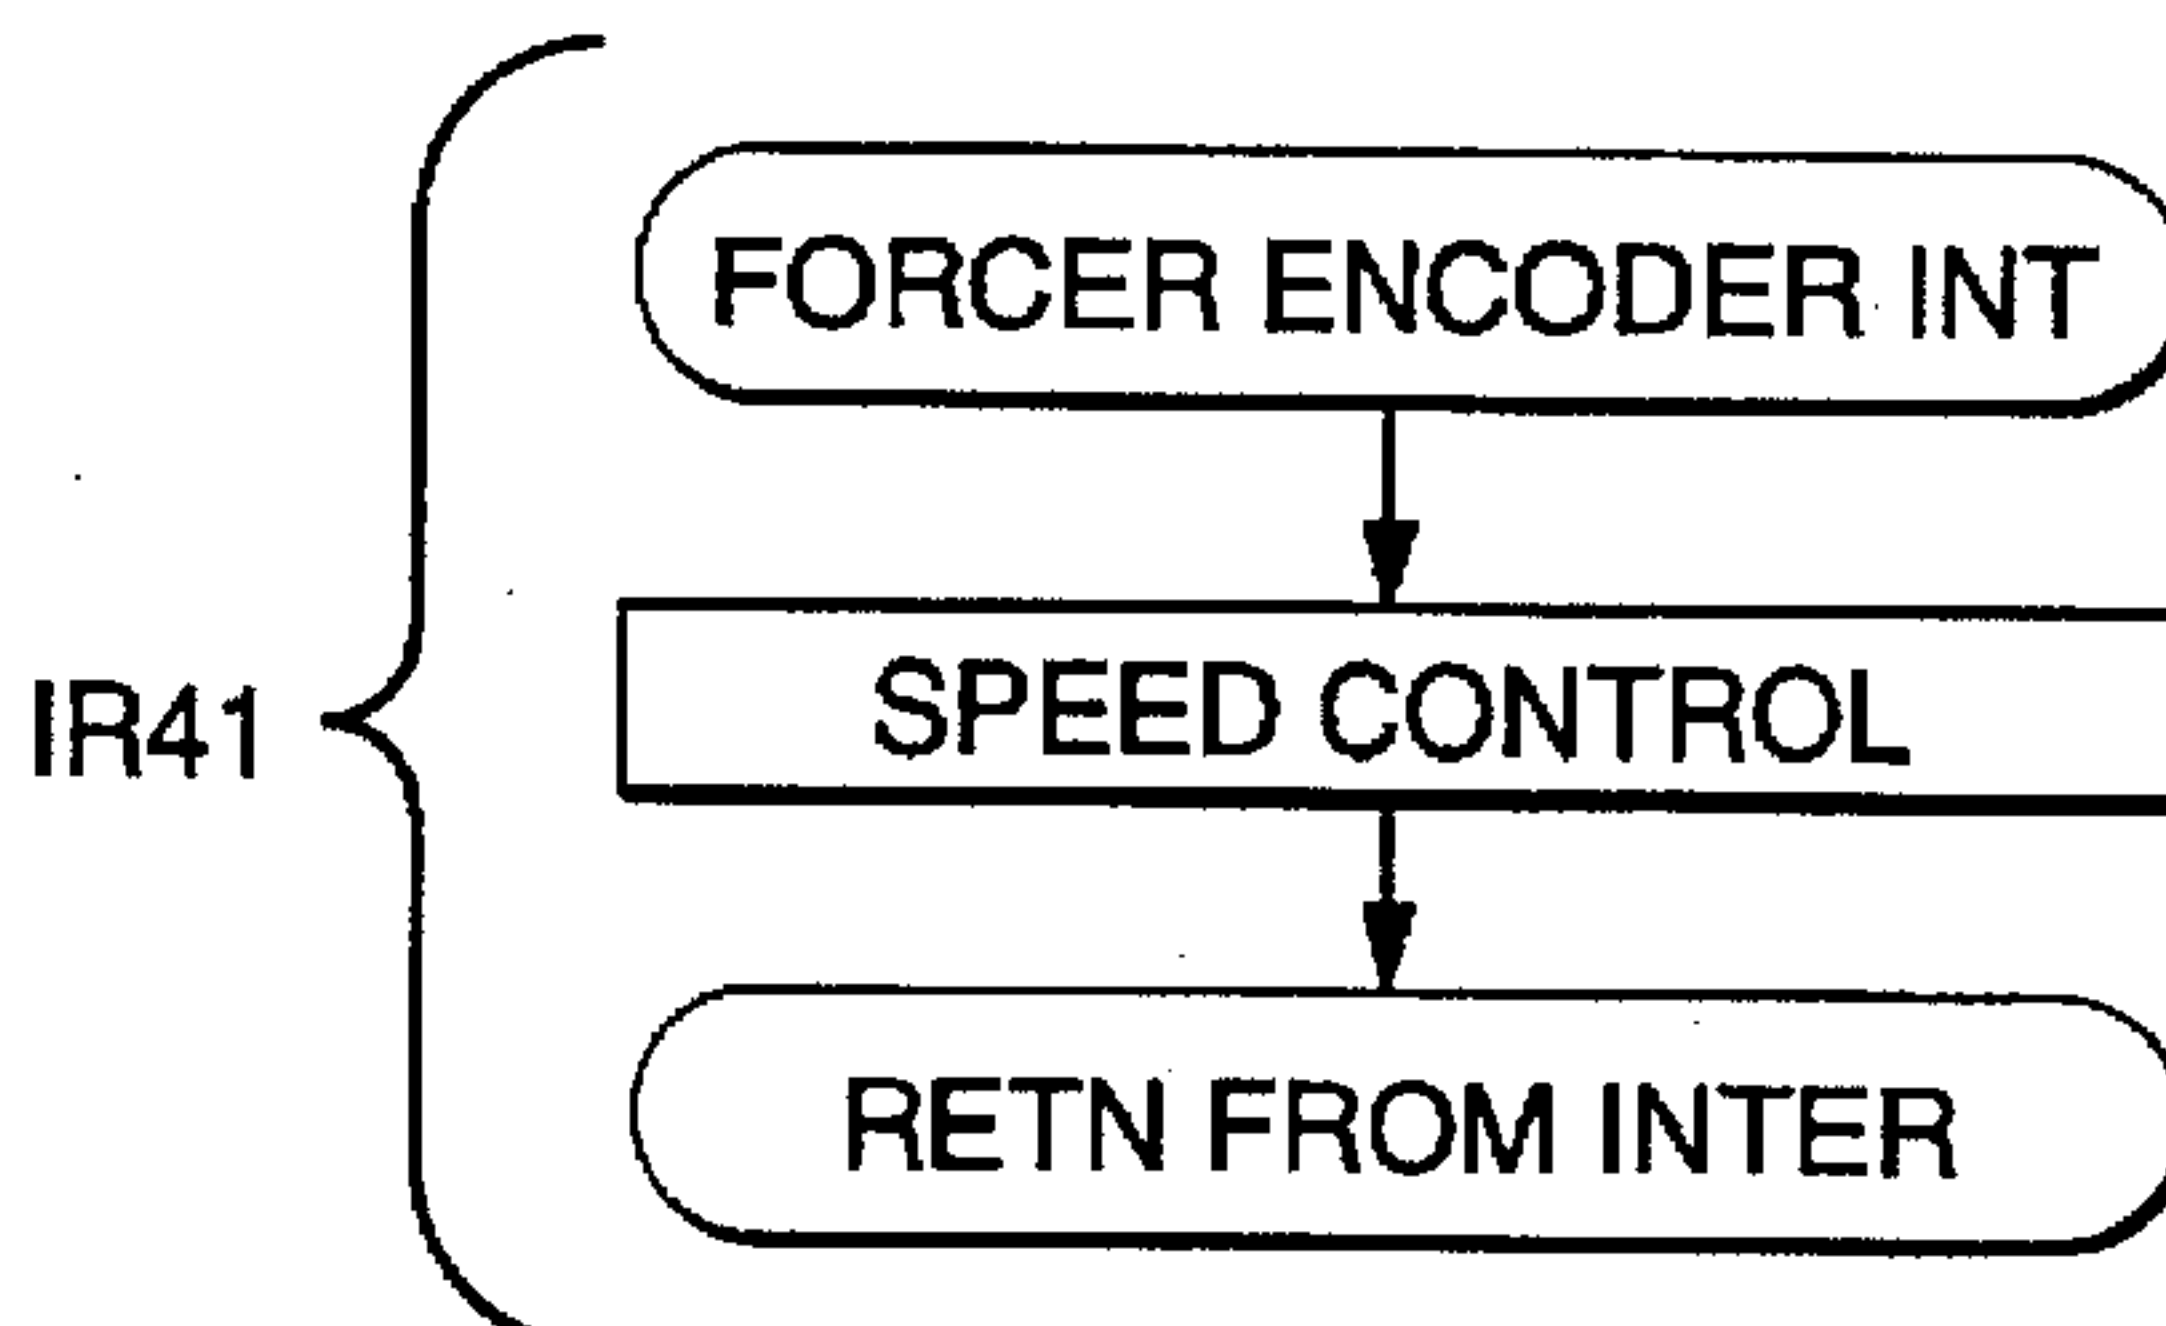 FORCER ENCODER INT
IR41
SPEED CONTROL
RETN FROM INTER